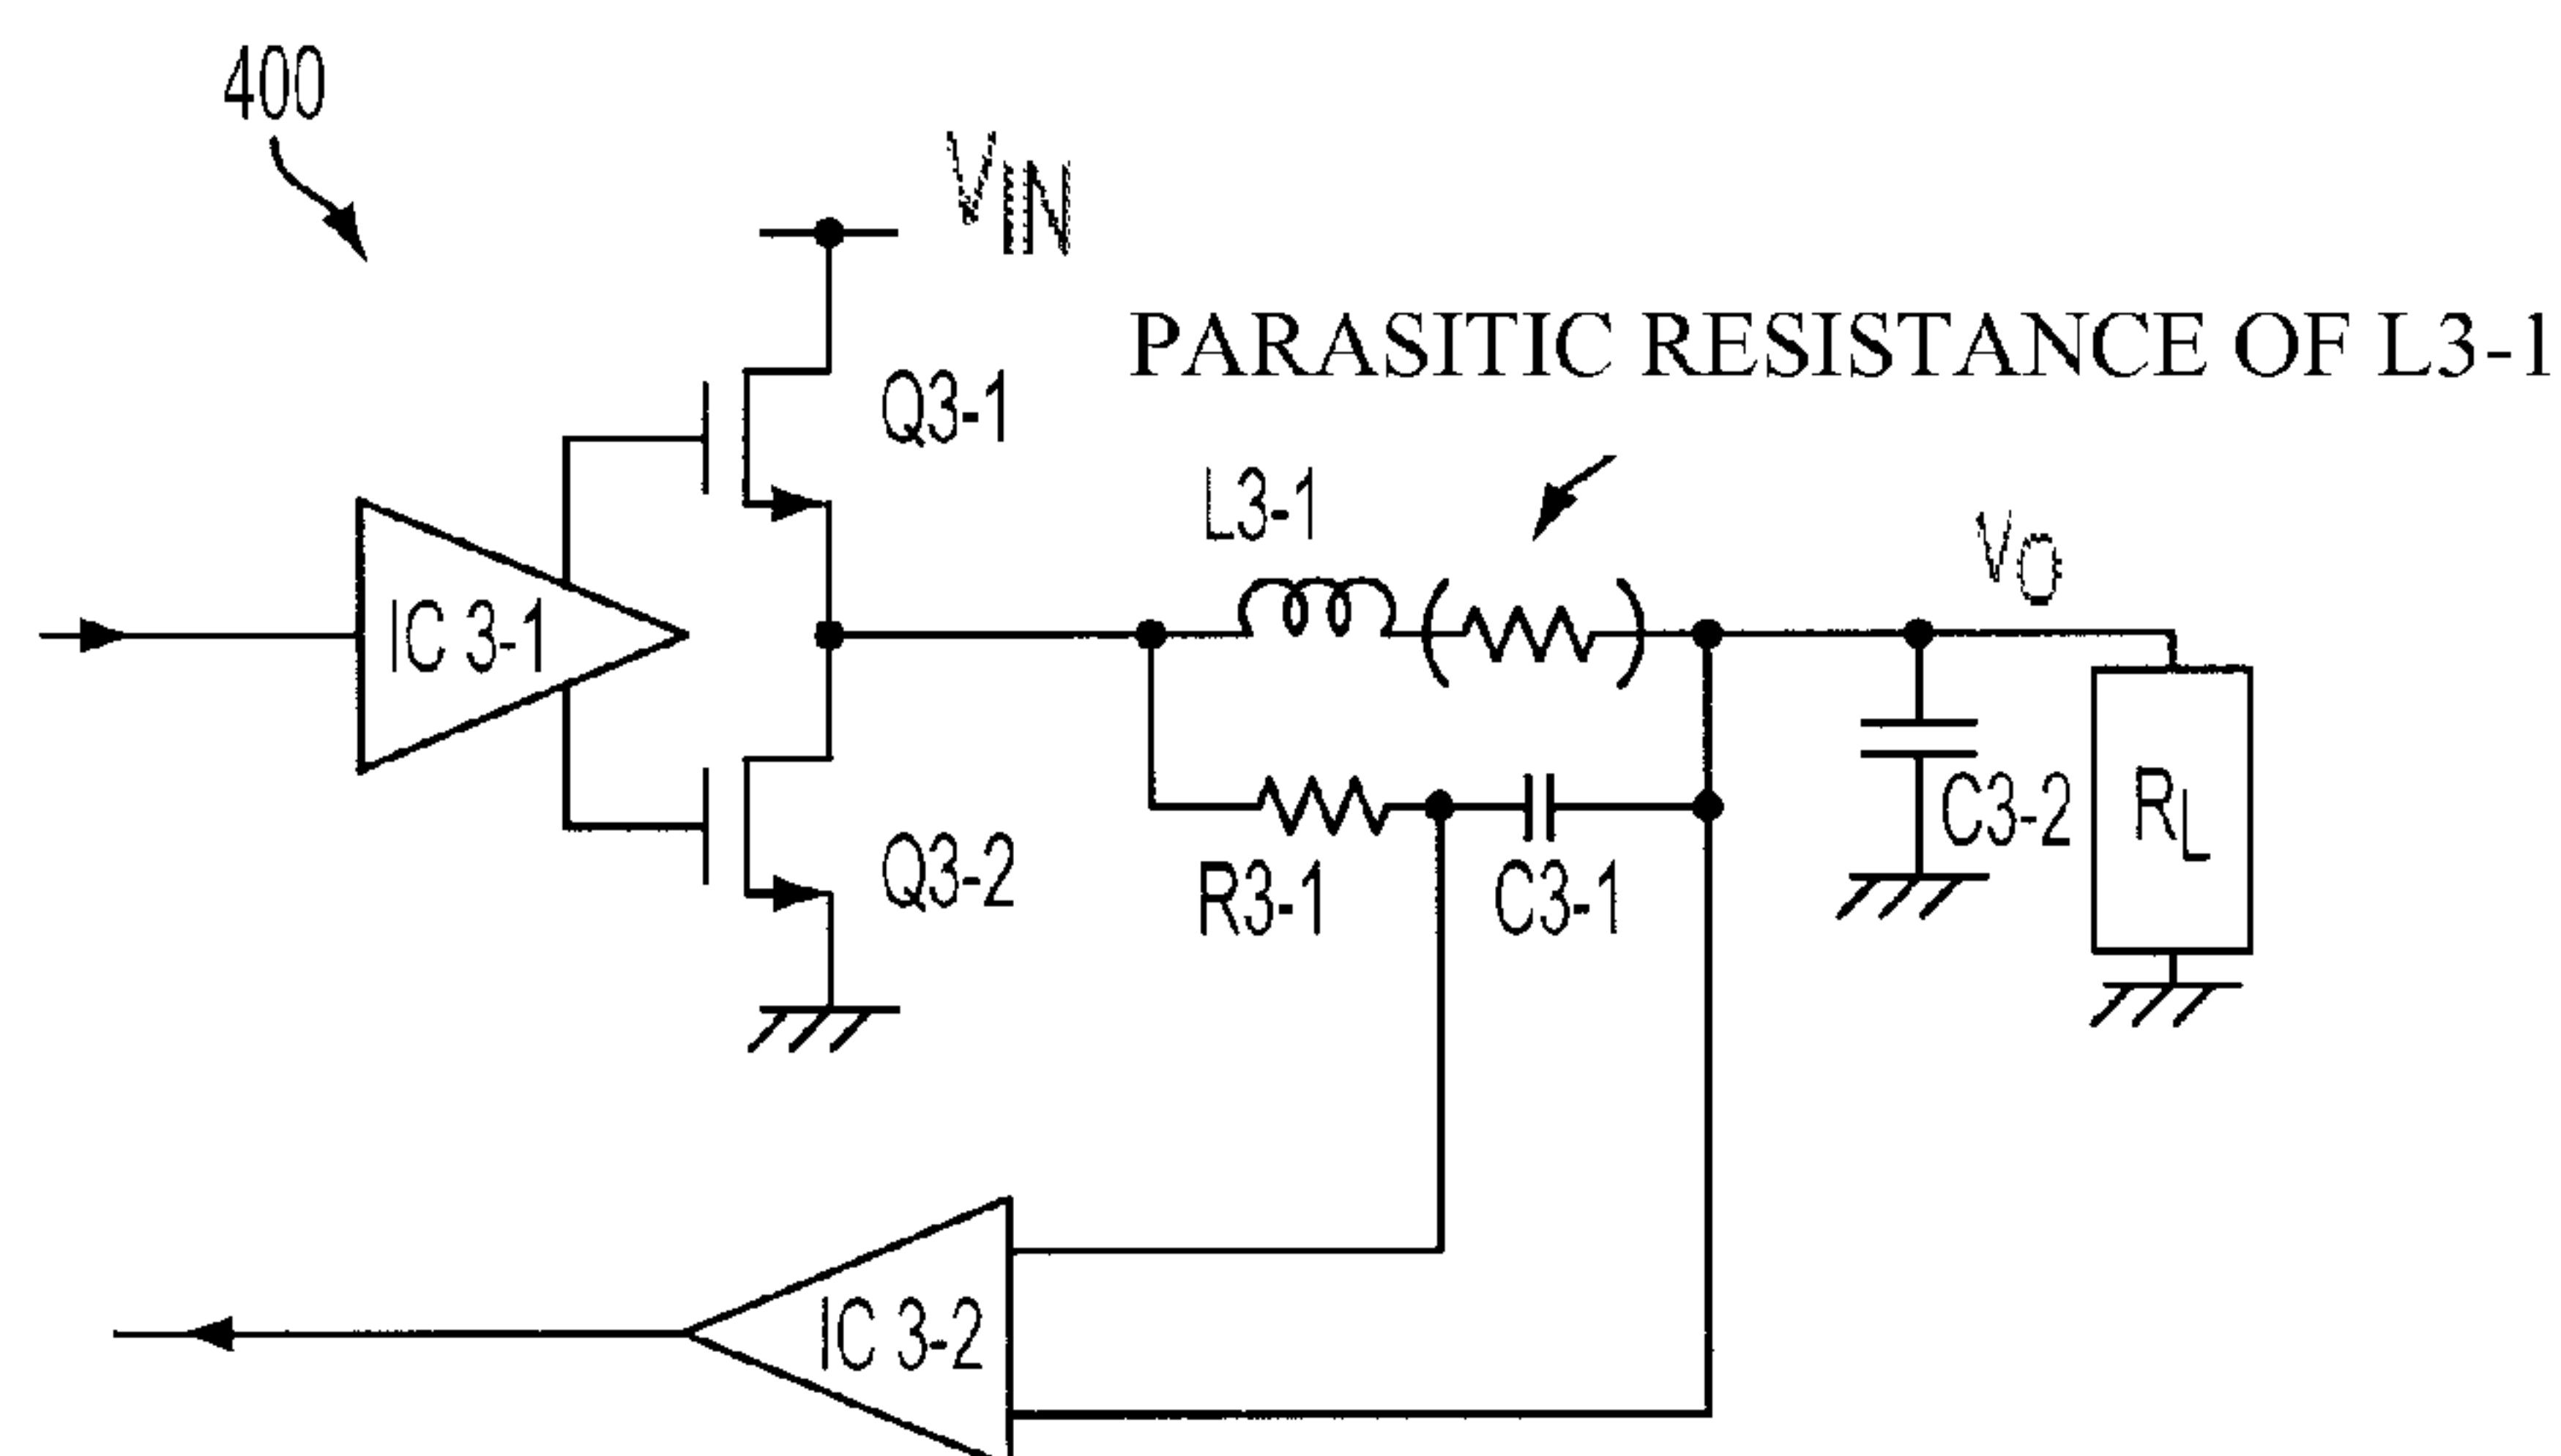 400
VIN
PARASITIC RESISTANCE OF L3-1
Q3-1
L3-1
VO
IC 3-1
C3-2
RL
Q3-2
R3-1
C3-1
IC 3-2